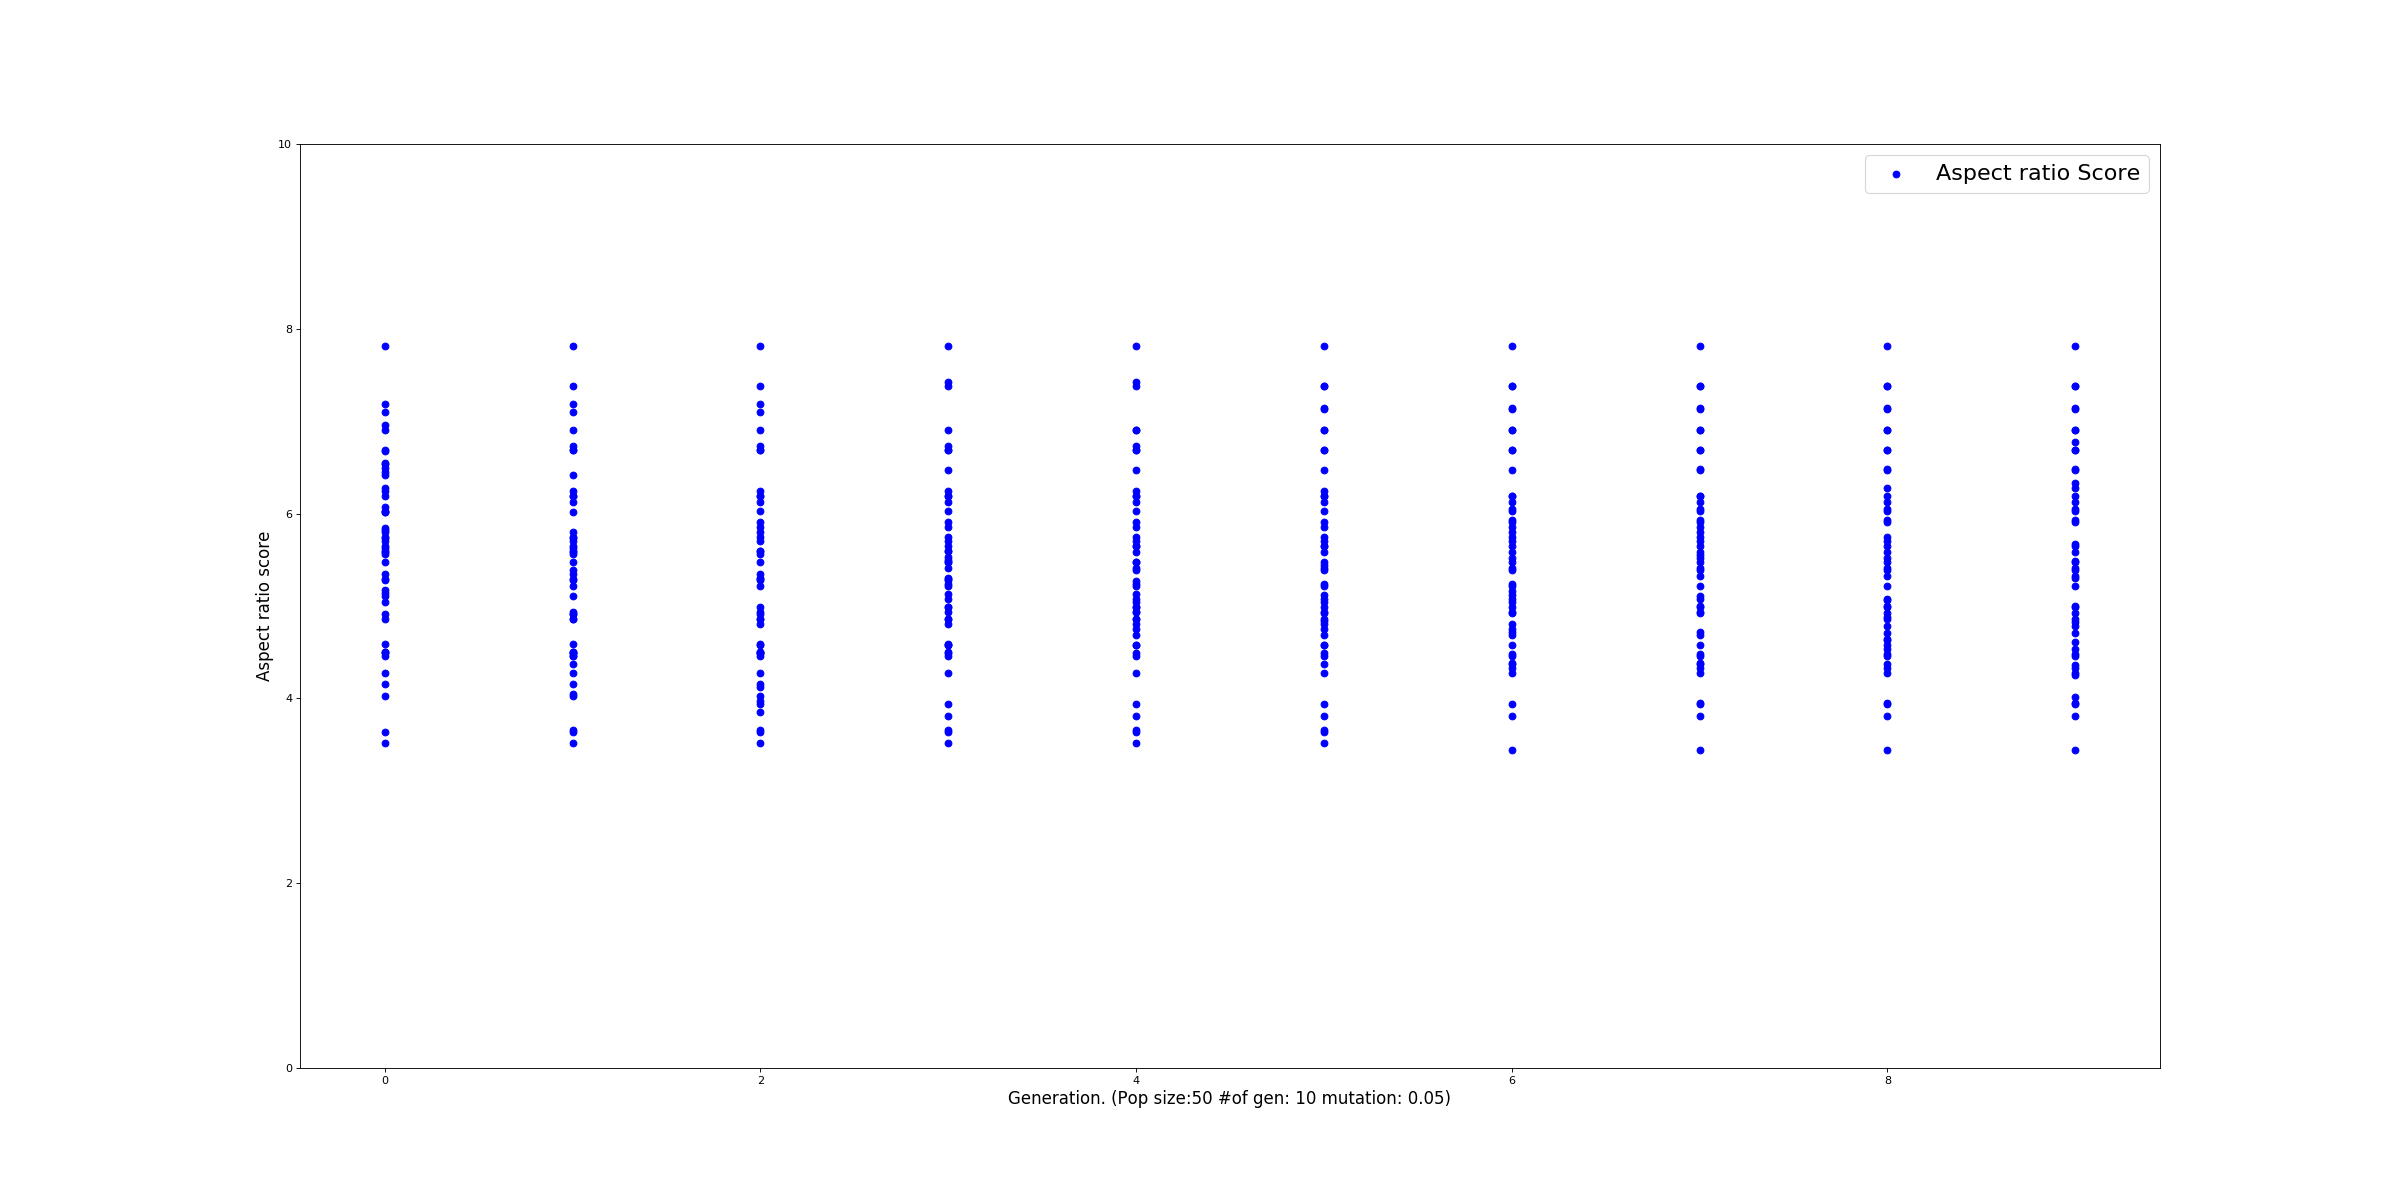 10
Aspect ratio Score
8
6
4
2
0
Aspect ratio score
0 2 4 6 8
Generation. (Pop size:50 #of gen: 10 mutation: 0.05)